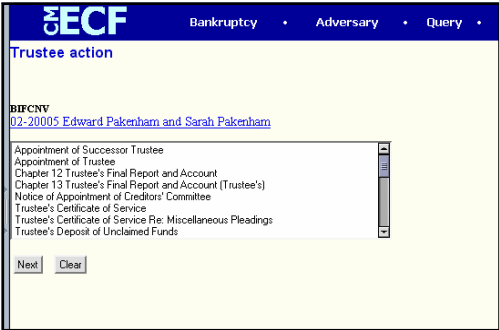 CM ECF Bankruptcy • Adversary • Query •
Trustee action
BIFCNV
02-20005 Edward Pakenham and Sarah Pakenham
Appointment of Successor Trustee
Appointment of Trustee
Chapter 12 Trustee's Final Report and Account
Chapter 13 Trustee's Final Report and Account (Trustee's)
Notice of Appointment of Creditors' Committee
Trustee's Certificate of Service
Trustee's Certificate of Service Re: Miscellaneous Pleadings
Trustee's Deposit of Unclaimed Funds
Next Clear